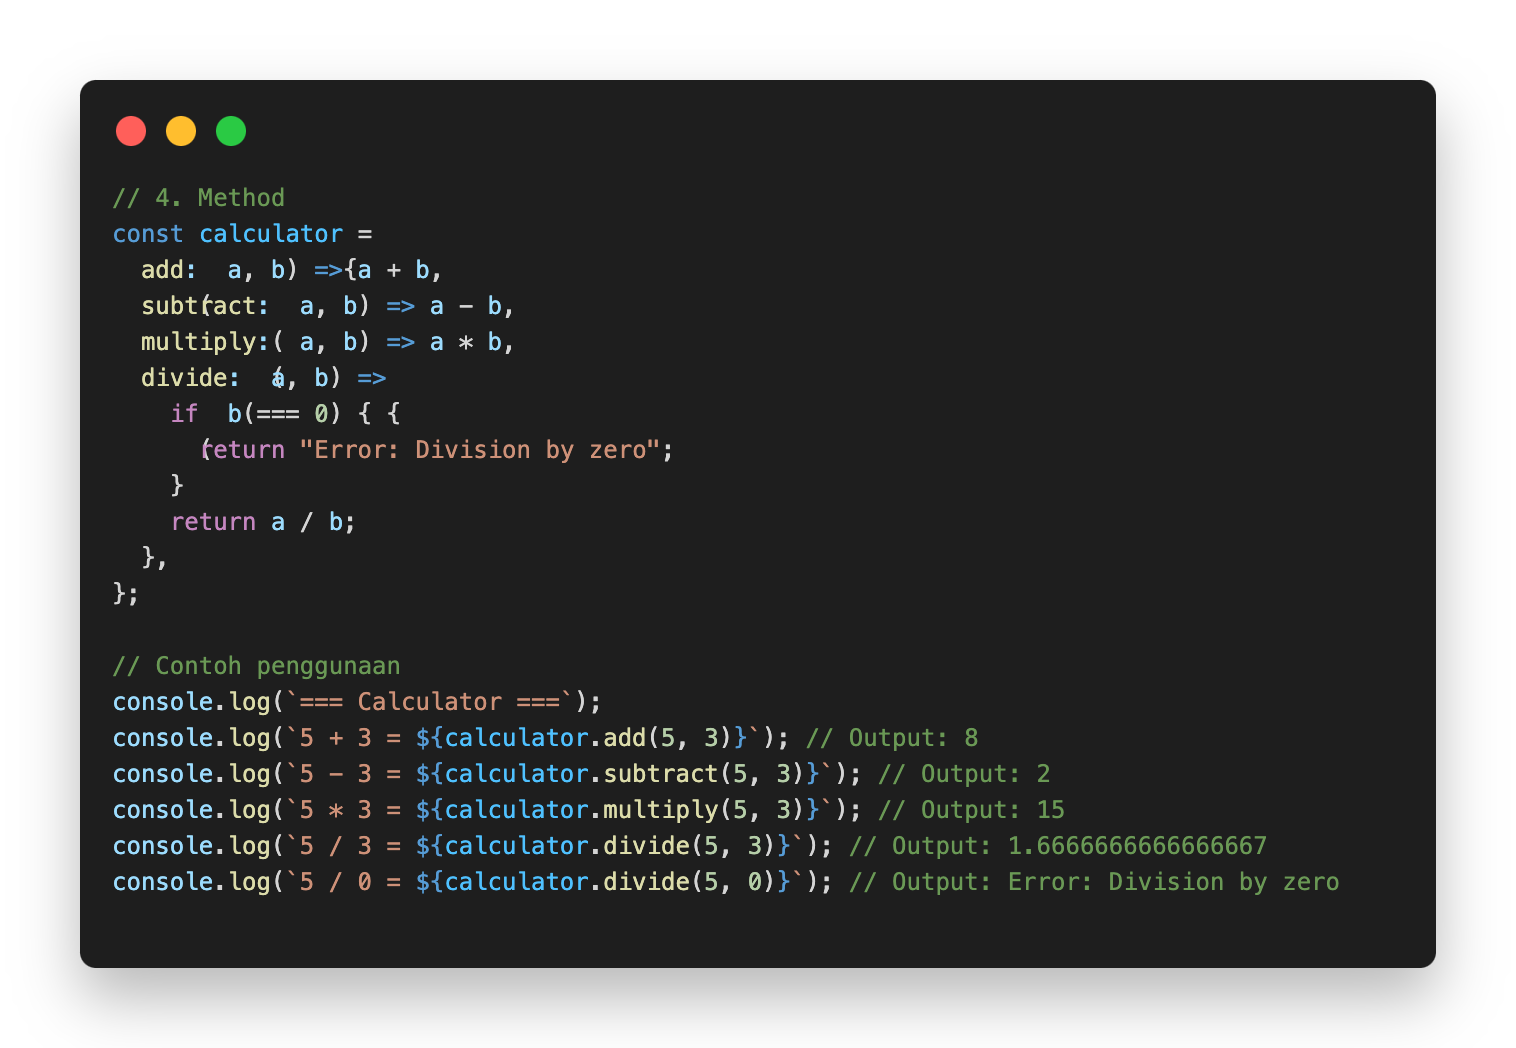 // 4. Method
const calculator =
  add:  a, b) =>{a + b,
  subtract:(  a, b) => a - b,
  multiply:( a, b) => a * b,
  divide:  (a, b) =>
    if  b(=== 0) { {
      (return "Error: Division by zero";
    }
    return a / b;
  },
};

// Contoh penggunaan
console.log(`=== Calculator ===`);
console.log(`5 + 3 = ${calculator.add(5, 3)}`); // Output: 8
console.log(`5 - 3 = ${calculator.subtract(5, 3)}`); // Output: 2
console.log(`5 * 3 = ${calculator.multiply(5, 3)}`); // Output: 15
console.log(`5 / 3 = ${calculator.divide(5, 3)}`); // Output: 1.6666666666666667
console.log(`5 / 0 = ${calculator.divide(5, 0)}`); // Output: Error: Division by zero